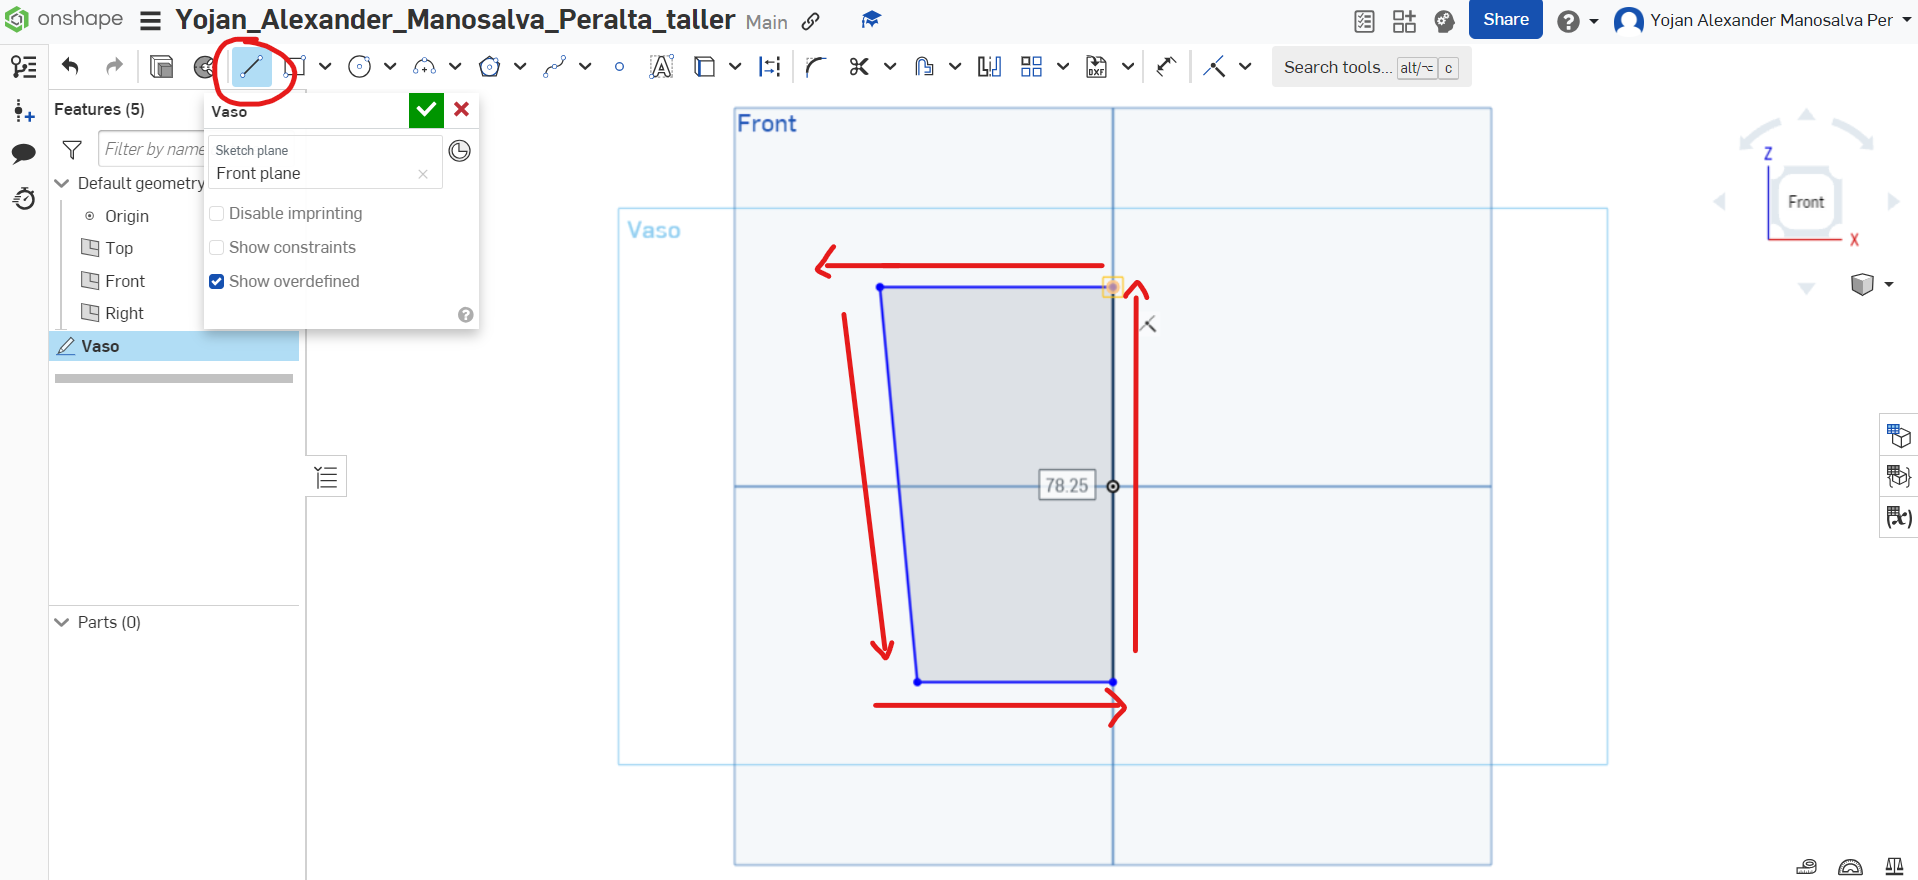 onshape
Yojan_Alexander_Manosalva_Peralta_taller Main
Share
Yojan Alexander Manosalva Per
Search tools... alt/⌥ c
DXF
Features (5)
Filter by name
Default geometry
Origin
Top
Front
Right
Vaso
Parts (0)
Vaso
Sketch plane
Front plane
Disable imprinting
Show constraints
Show overdefined
Front
Vaso
78.25
Z
Front
X
(x)